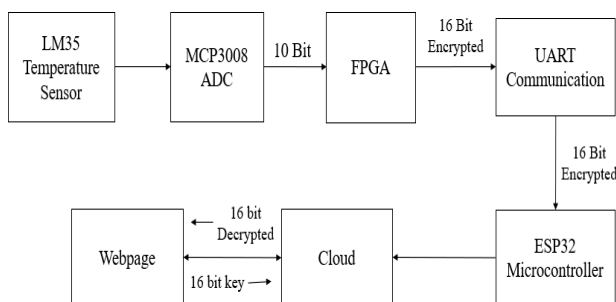 LM35
Temperature
Sensor
MCP3008
ADC
10 Bit
FPGA
16 Bit
Encrypted
UART
Communication
16 Bit
Encrypted
ESP32
Microcontroller
Cloud
16 bit
Decrypted
16 bit key
Webpage